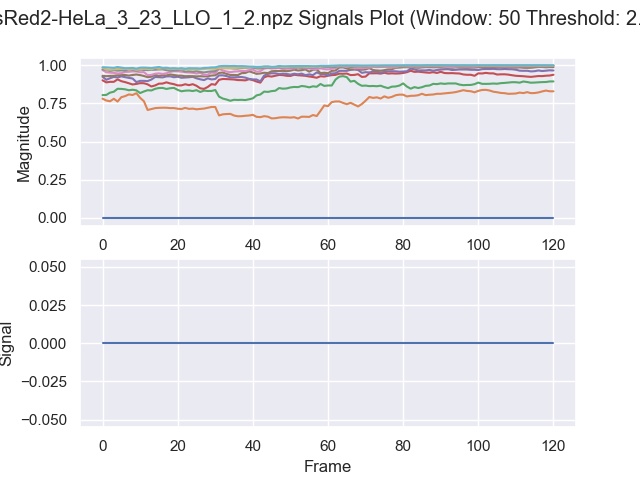 sRed2-HeLa_3_23_LLO_1_2.npz Signals Plot (Window: 50 Threshold: 2.
1.00
0.75
0.50
0.25
0.00
Magnitude
0 20 40 60 80 100 120
0.050
0.025
0.000
−0.025
−0.050
Signal
0 20 40 60 80 100 120
Frame